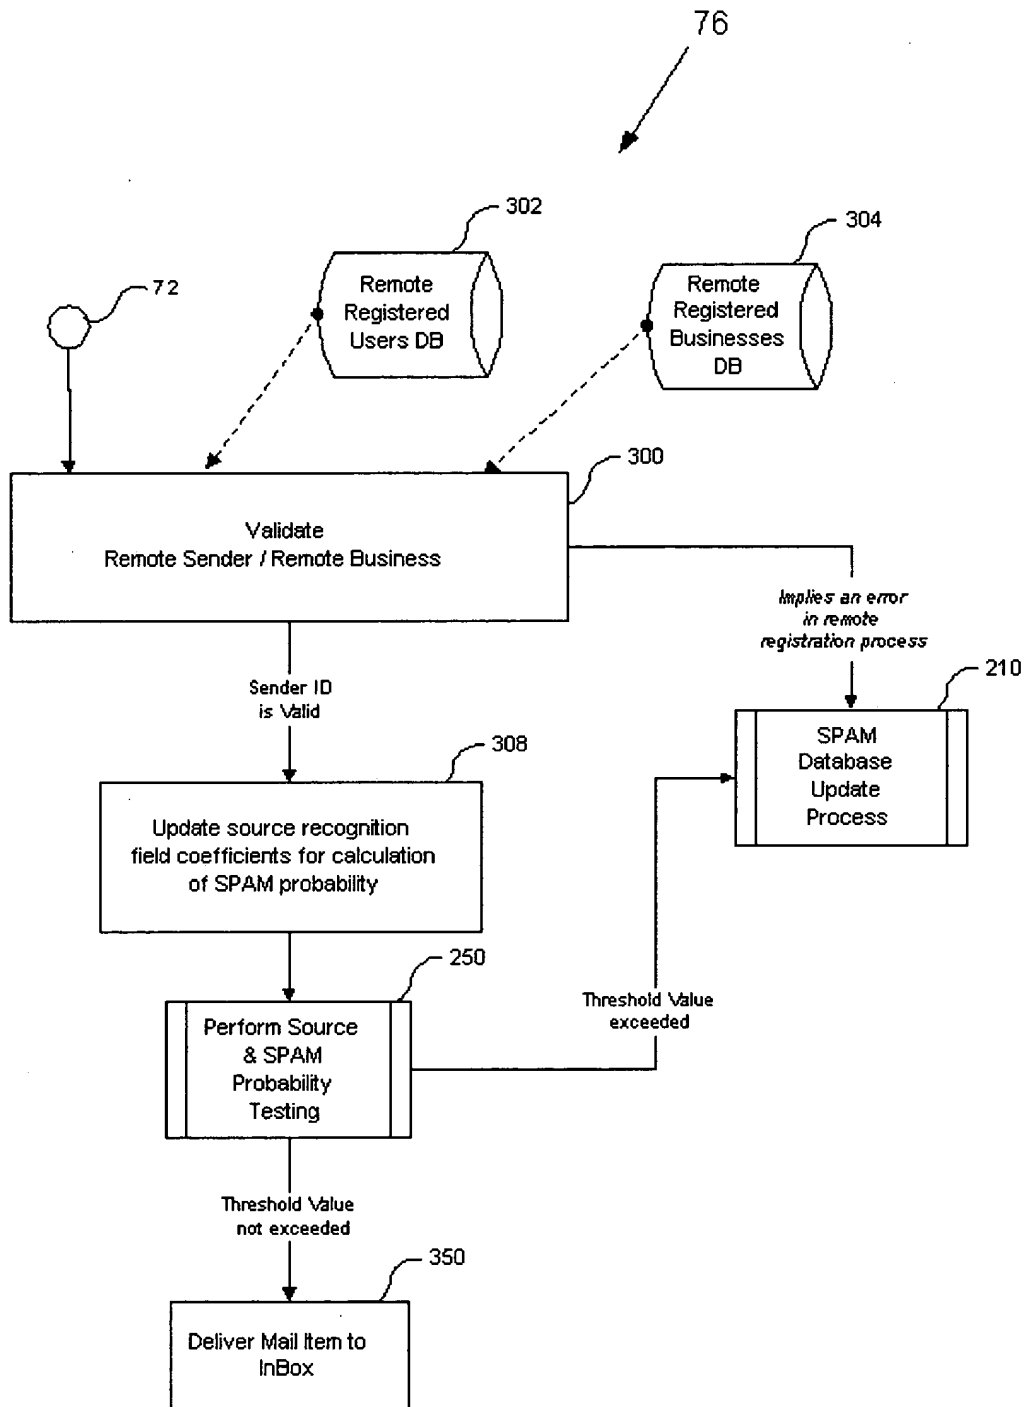 76
302
Remote
Registered
Users DB
304
Remote
Registered
Businesses
DB
72
300
Validate
Remote Sender / Remote Business
Implies an error
in remote
registration process
210
SPAM
Database
Update
Process
Sender ID
is Valid
308
Update source recognition
field coefficients for calculation
of SPAM probability
250
Perform Source
& SPAM
Probability
Testing
Threshold Value
exceeded
Threshold Value
not exceeded
350
Deliver Mail Item to
InBox